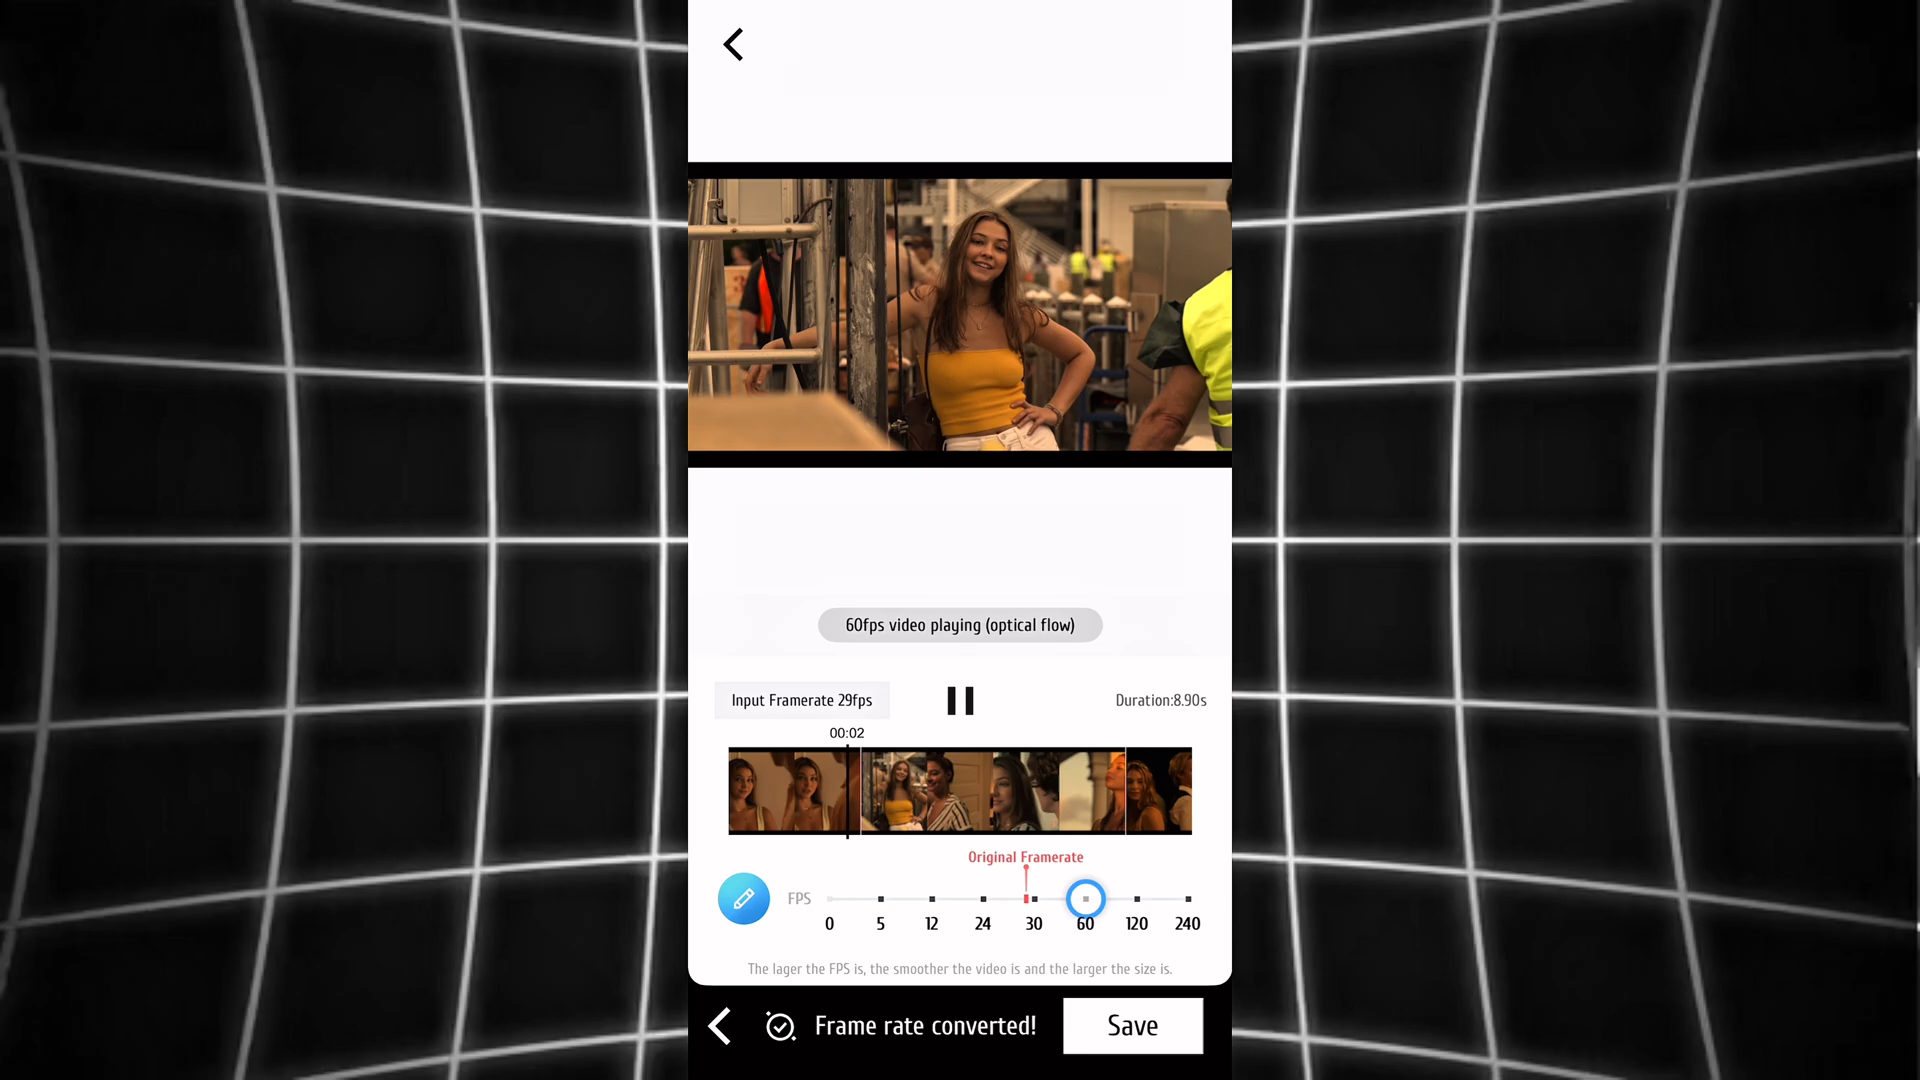 60fps video playing (optical flow)
Input Framerate 29fps
Duration:8.90s
00:02
Original Framerate
FPS
0 5 12 24 30 60 120 240
The lager the FPS is, the smoother the video is and the larger the size is.
Frame rate converted!
Save